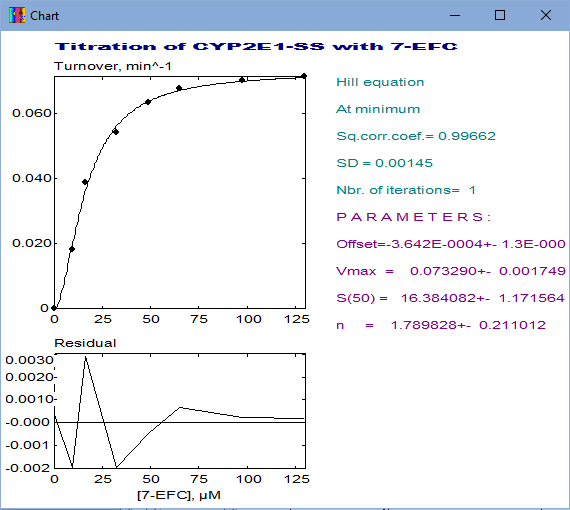 Chart
Titration of CYP2E1-SS with 7-EFC
Turnover, min^-1
0.060
0.040
0.020
0
0 25 50 75 100 125
Hill equation
At minimum
Sq.corr.coef.= 0.99662
SD = 0.00145
Nbr. of iterations= 1
P A R A M E T E R S :
Offset=-3.642E-0004+- 1.3E-000
Vmax = 0.073290+- 0.001749
S(50) = 16.384082+- 1.171564
n = 1.789828+- 0.211012
Residual
0.0030
0.0020
0.0010
-0.000
-0.001
-0.002
0 25 50 75 100 125
[7-EFC], µM